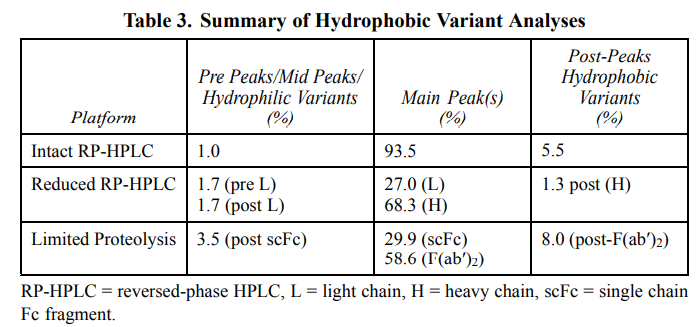 Table 3. Summary of Hydrophobic Variant Analyses
Platform
Pre Peaks/Mid Peaks/
Hydrophilic Variants
(%)
Main Peak(s)
(%)
Post-Peaks
Hydrophobic
Variants
(%)
Intact RP-HPLC 1.0 93.5 5.5
Reduced RP-HPLC 1.7 (pre L) 27.0 (L) 1.3 post (H)
1.7 (post L) 68.3 (H)
Limited Proteolysis 3.5 (post scFc) 29.9 (scFc) 8.0 (post-F(ab′)₂)
58.6 (F(ab′)₂)
RP-HPLC = reversed-phase HPLC, L = light chain, H = heavy chain, scFc = single chain
Fc fragment.